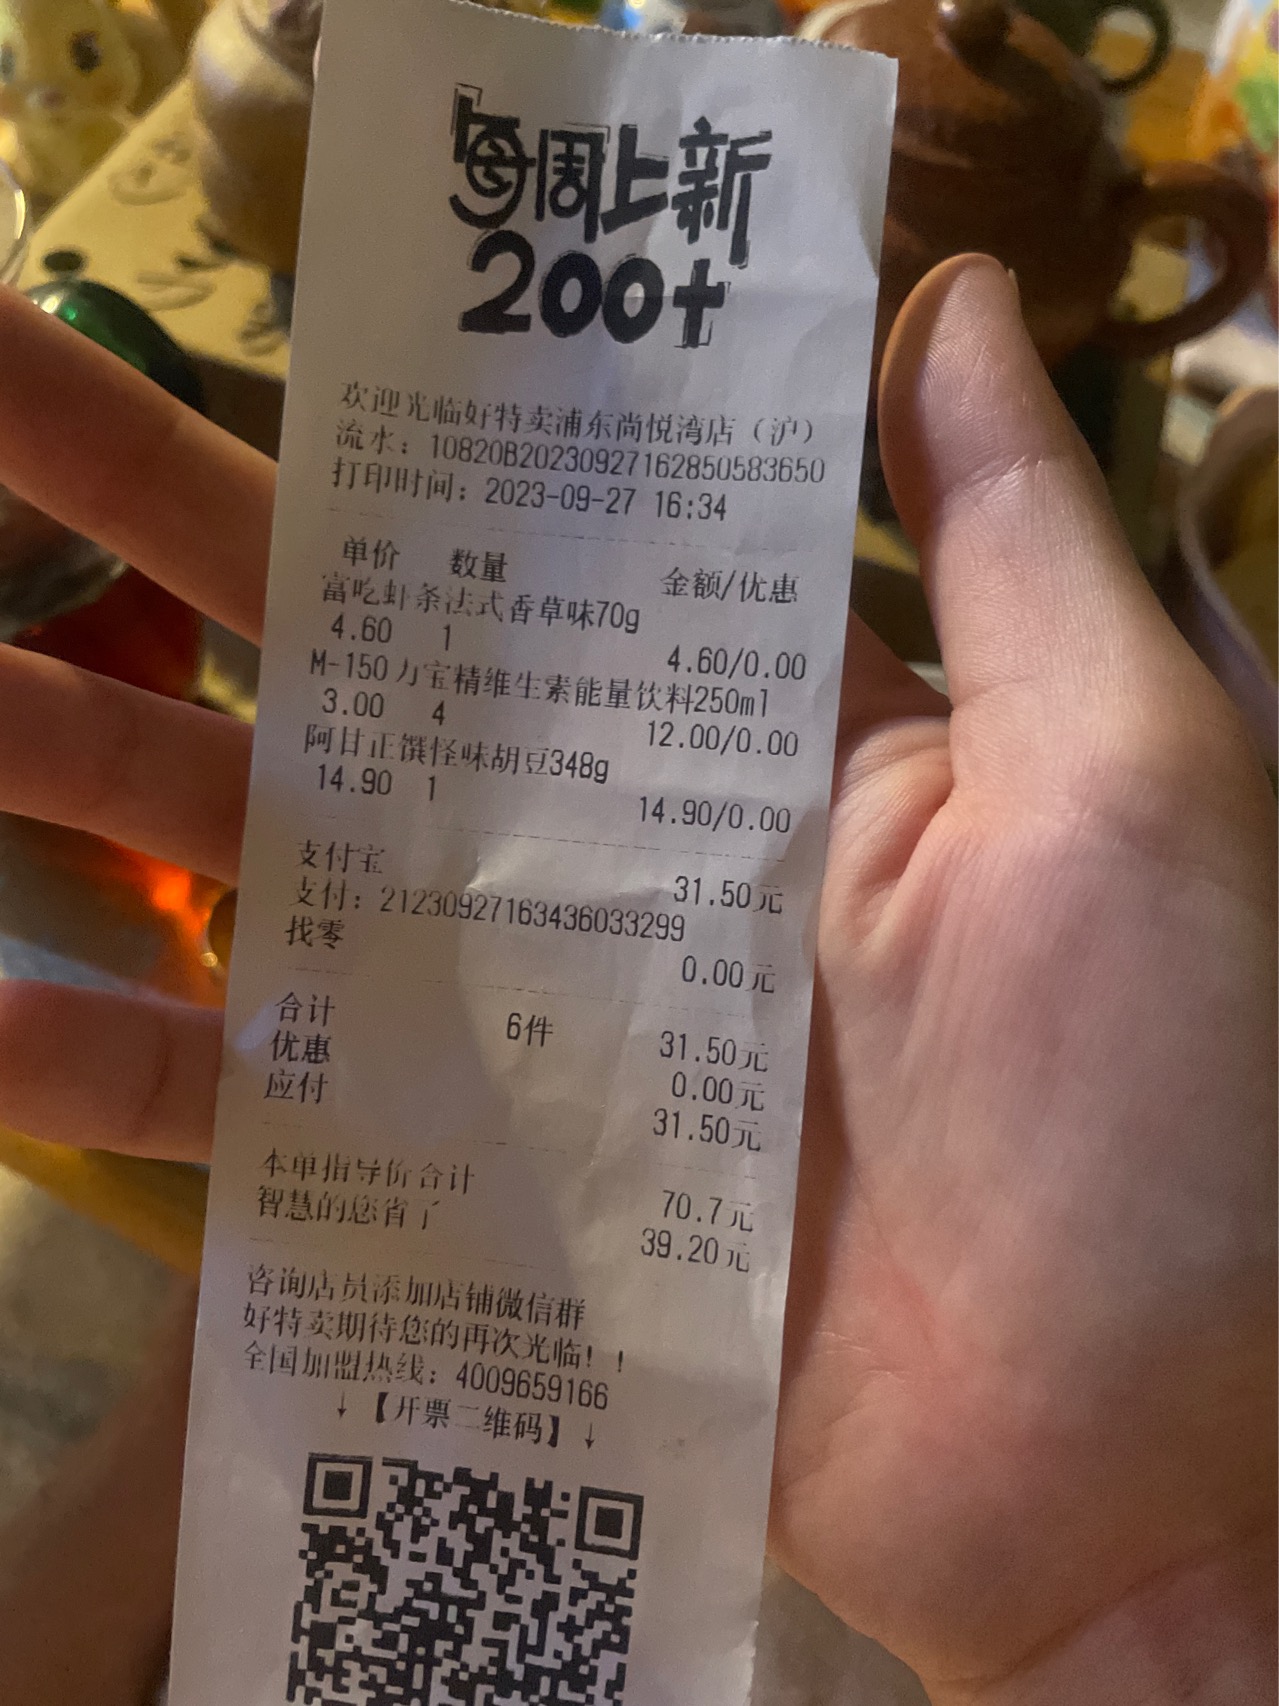 每周上新
200+
欢迎光临好特卖浦东尚悦湾店（沪）
流水：10820B20230927162850583650
打印时间：2023-09-27 16:34
单价 数量 金额/优惠
富吃虾条法式香草味70g
4.60 1 4.60/0.00
M-150力宝精维生素能量饮料250ml
3.00 4 12.00/0.00
阿甘正馔怪味胡豆348g
14.90 1 14.90/0.00
支付宝 31.50元
支付：21230927163436033299
找零 0.00元
合计 6件 31.50元
优惠 0.00元
应付 31.50元
本单指导价合计 70.7元
智慧的您省了 39.20元
咨询店员添加店铺微信群
好特卖期待您的再次光临！！
全国加盟热线：4009659166
↓【开票二维码】↓